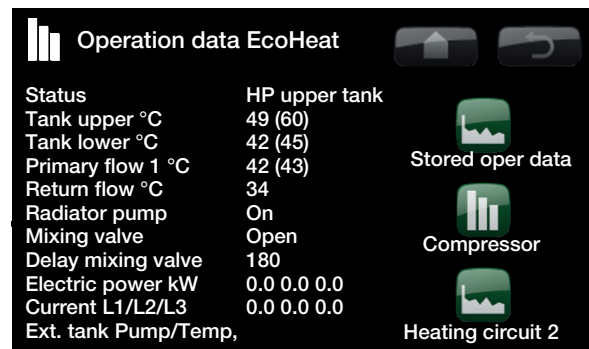 Operation data EcoHeat
Status HP upper tank
Tank upper °C 49 (60)
Tank lower °C 42 (45)
Primary flow 1 °C 42 (43)
Return flow °C 34
Radiator pump On
Mixing valve Open
Delay mixing valve 180
Electric power kW 0.0 0.0 0.0
Current L1/L2/L3 0.0 0.0 0.0
Ext. tank Pump/Temp,
Stored oper data
Compressor
Heating circuit 2